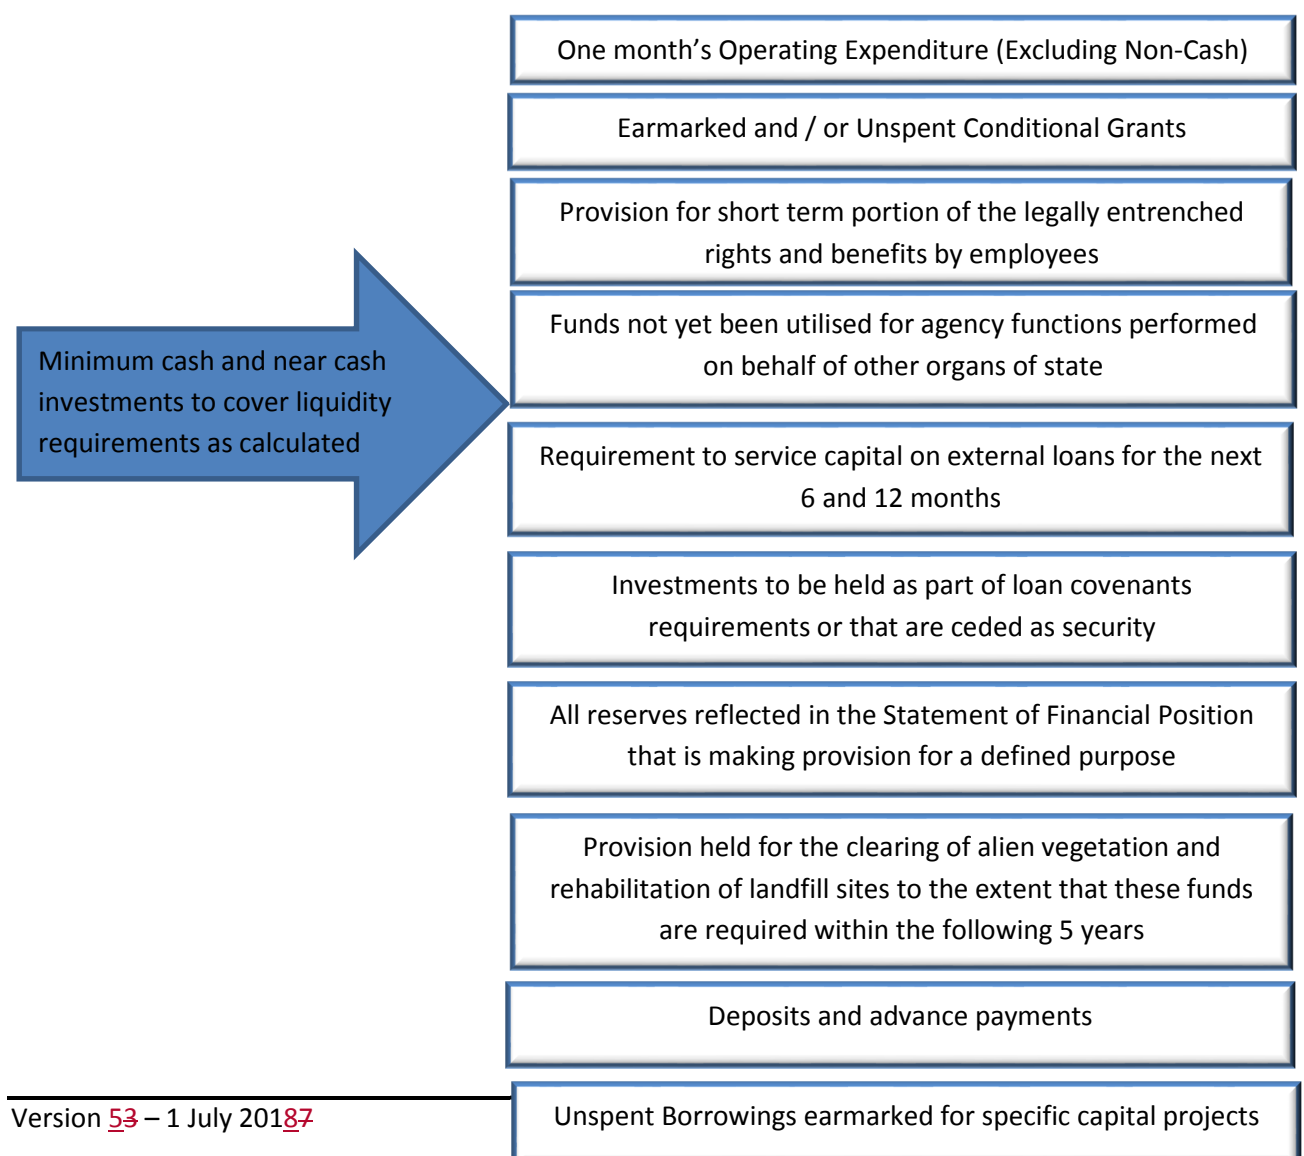 One month’s Operating Expenditure (Excluding Non-Cash)
Earmarked and / or Unspent Conditional Grants
Provision for short term portion of the legally entrenched
rights and benefits by employees
Funds not yet been utilised for agency functions performed
on behalf of other organs of state
Minimum cash and near cash
investments to cover liquidity
requirements as calculated
Requirement to service capital on external loans for the next
6 and 12 months
Investments to be held as part of loan covenants
requirements or that are ceded as security
All reserves reflected in the Statement of Financial Position
that is making provision for a defined purpose
Provision held for the clearing of alien vegetation and
rehabilitation of landfill sites to the extent that these funds
are required within the following 5 years
Deposits and advance payments
Unspent Borrowings earmarked for specific capital projects
Version 53 – 1 July 20187